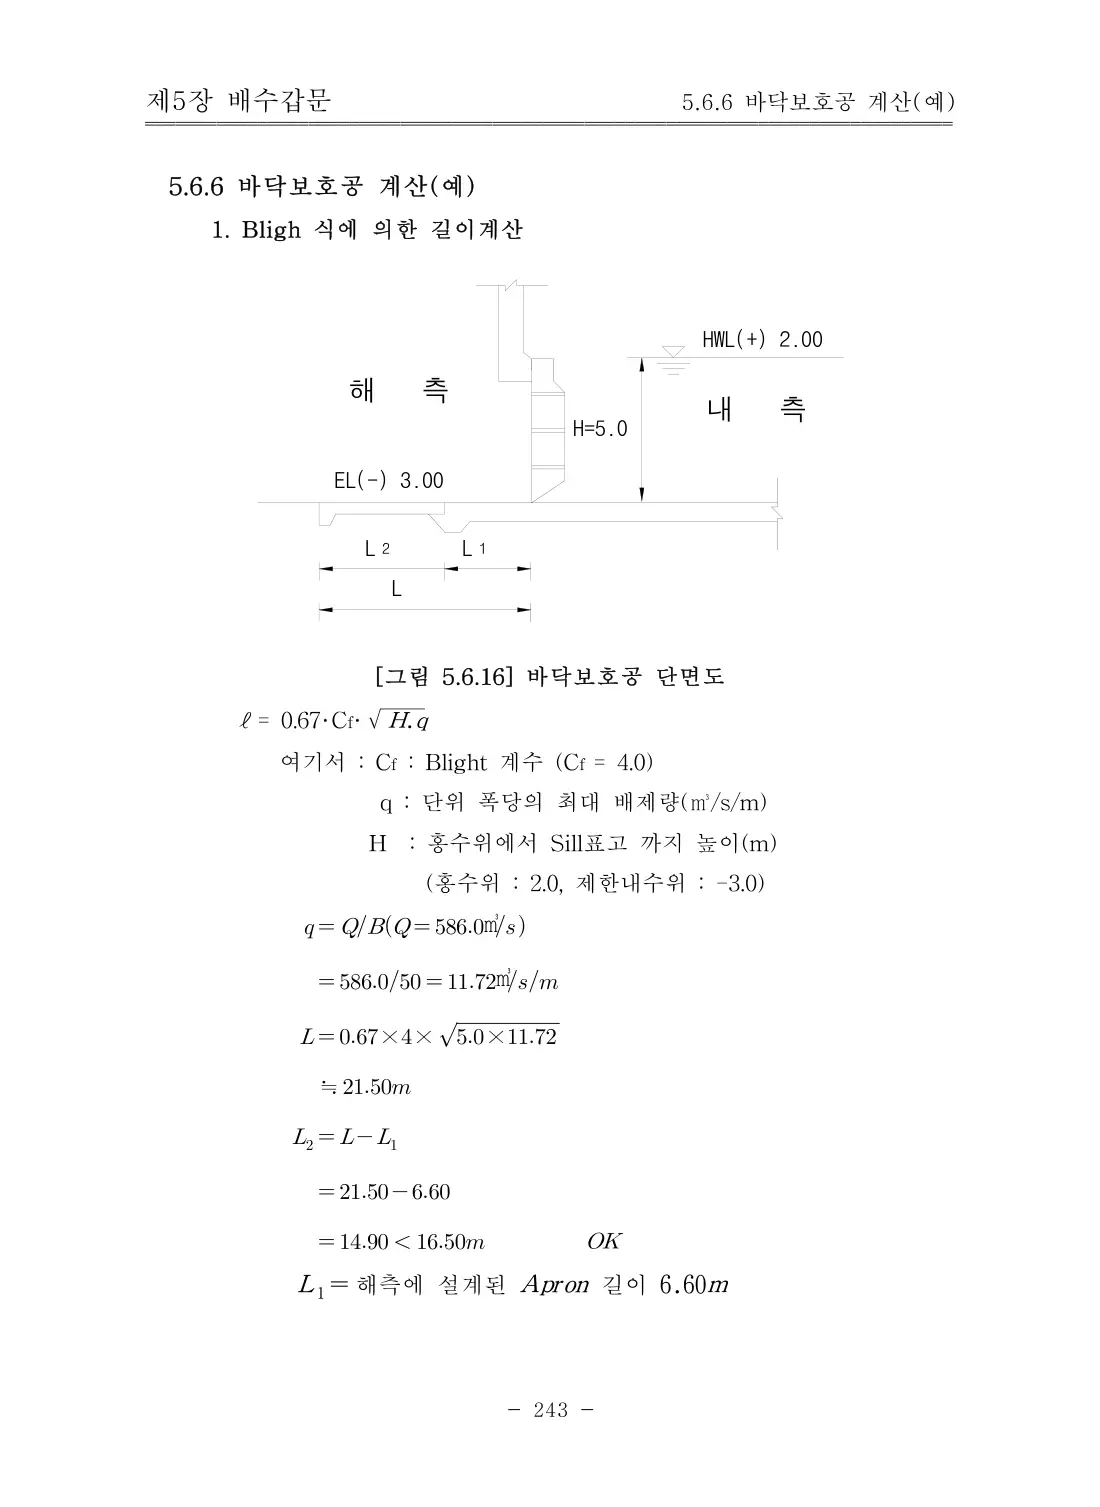 제5장 배수갑문 5.6.6 바닥보호공 계산(예)
5.6.6 바닥보호공 계산(예)
1. Bligh 식에 의한 길이계산
HWL(+) 2.00
해 측
내 측
H=5.0
EL(-) 3.00
L 2 L 1
L
[그림 5.6.16] 바닥보호공 단면도
ℓ = 0.67·Cf·√H.q
여기서 : Cf : Blight 계수 (Cf = 4.0)
q : 단위 폭당의 최대 배제량(㎥/s/m)
H : 홍수위에서 Sill표고 까지 높이(m)
(홍수위 : 2.0, 제한내수위 : -3.0)
q = Q/B(Q = 586.0㎥/s)
= 586.0/50 = 11.72㎥/s/m
L = 0.67×4×√5.0×11.72
≒ 21.50m
L₂ = L − L₁
= 21.50 − 6.60
= 14.90 < 16.50m OK
L₁ = 해측에 설계된 Apron 길이 6.60m
- 243 -